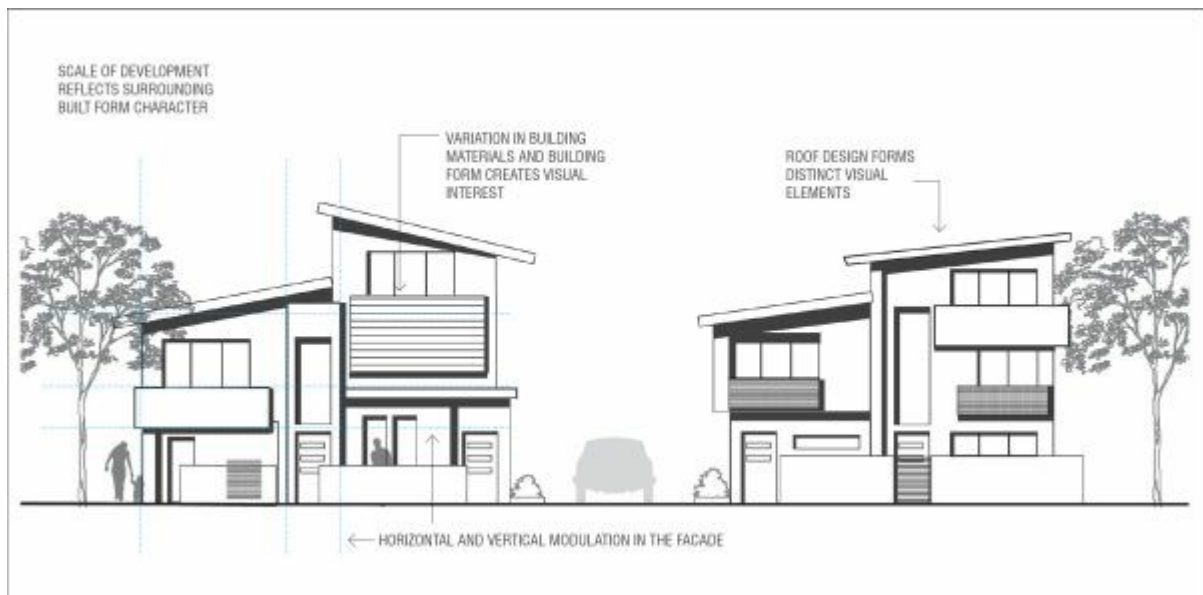 SCALE OF DEVELOPMENT
REFLECTS SURROUNDING
BUILT FORM CHARACTER
VARIATION IN BUILDING
MATERIALS AND BUILDING
FORM CREATES VISUAL
INTEREST
ROOF DESIGN FORMS
DISTINCT VISUAL
ELEMENTS
HORIZONTAL AND VERTICAL MODULATION IN THE FACADE